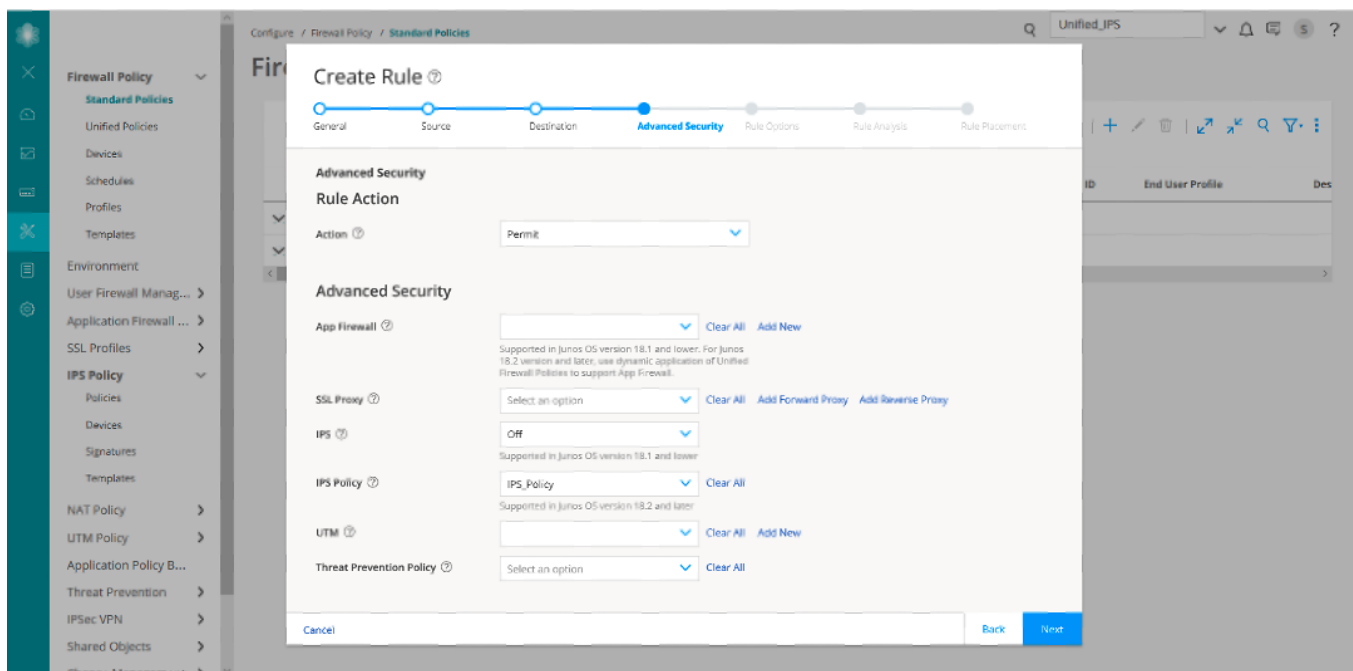 Configure / Firewall Policy / Standard Policies
Unified_IPS
S
?
Fire
Firewall Policy
Standard Policies
Unified Policies
Devices
Schedules
Profiles
Templates
Environment
User Firewall Manag...
Application Firewall ...
SSL Profiles
IPS Policy
Policies
Devices
Signatures
Templates
NAT Policy
UTM Policy
Application Policy B...
Threat Prevention
IPSec VPN
Shared Objects
Create Rule ?
General
Source
Destination
Advanced Security
Rule Options
Rule Analysis
Rule Placement
ID
End User Profile
Des
Advanced Security
Rule Action
Action ?
Permit
Advanced Security
App Firewall ?
Clear All Add New
Supported in Junos OS version 18.1 and lower. For Junos
18.2 version and later, use dynamic application of Unified
Firewall Policies to support App Firewall.
SSL Proxy ?
Select an option
Clear All Add Forward Proxy Add Reverse Proxy
IPS ?
Off
Supported in Junos OS version 18.1 and lower
IPS Policy ?
IPS_Policy
Clear All
Supported in Junos OS version 18.2 and later
UTM ?
Clear All Add New
Threat Prevention Policy ?
Select an option
Clear All
Cancel
Back
Next